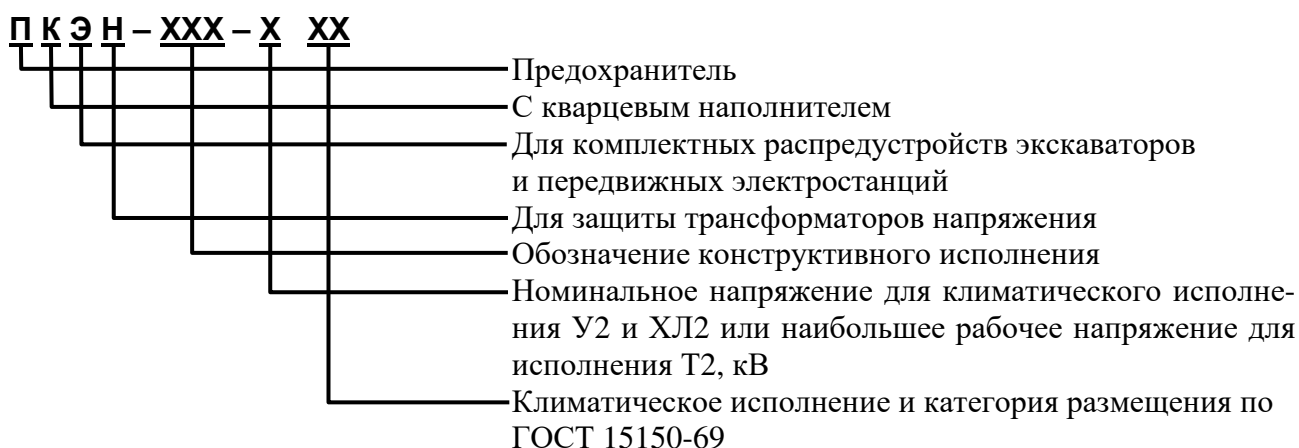 П К Э Н – ХХХ – Х ХХ
Предохранитель
С кварцевым наполнителем
Для комплектных распредустройств экскаваторов
и передвижных электростанций
Для защиты трансформаторов напряжения
Обозначение конструктивного исполнения
Номинальное напряжение для климатического исполне-
ния У2 и ХЛ2 или наибольшее рабочее напряжение для
исполнения Т2, кВ
Климатическое исполнение и категория размещения по
ГОСТ 15150-69